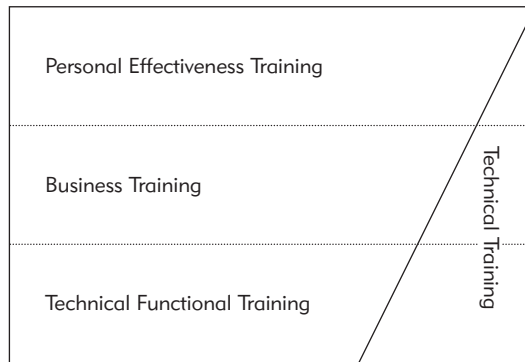 Personal Effectiveness Training
Business Training
Technical Training
Technical Functional Training